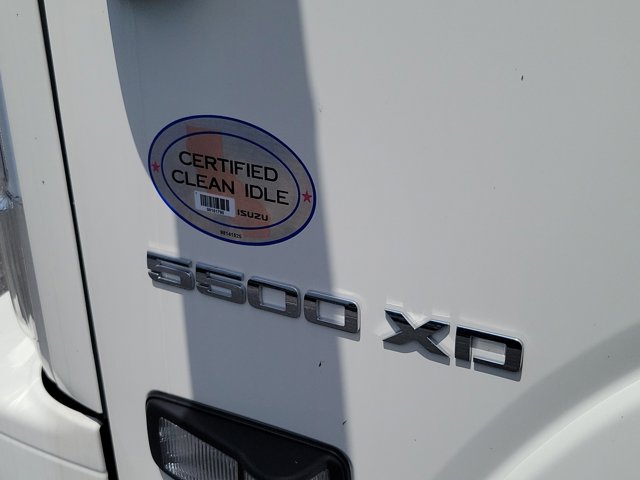 CERTIFIED
CLEAN IDLE
ISUZU
5500 XD